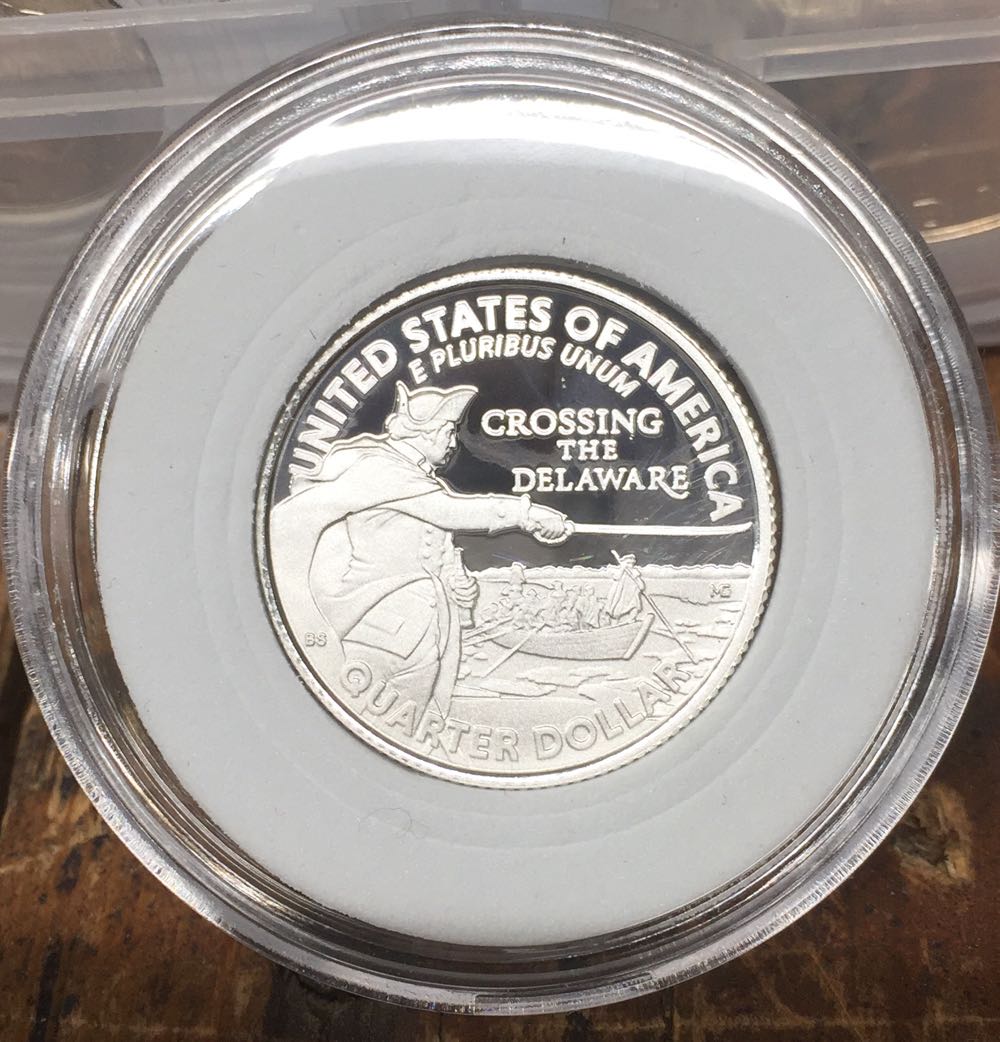 UNITED STATES OF AMERICA
E PLURIBUS UNUM
CROSSING
THE
DELAWARE
MG
BS
QUARTER DOLLAR